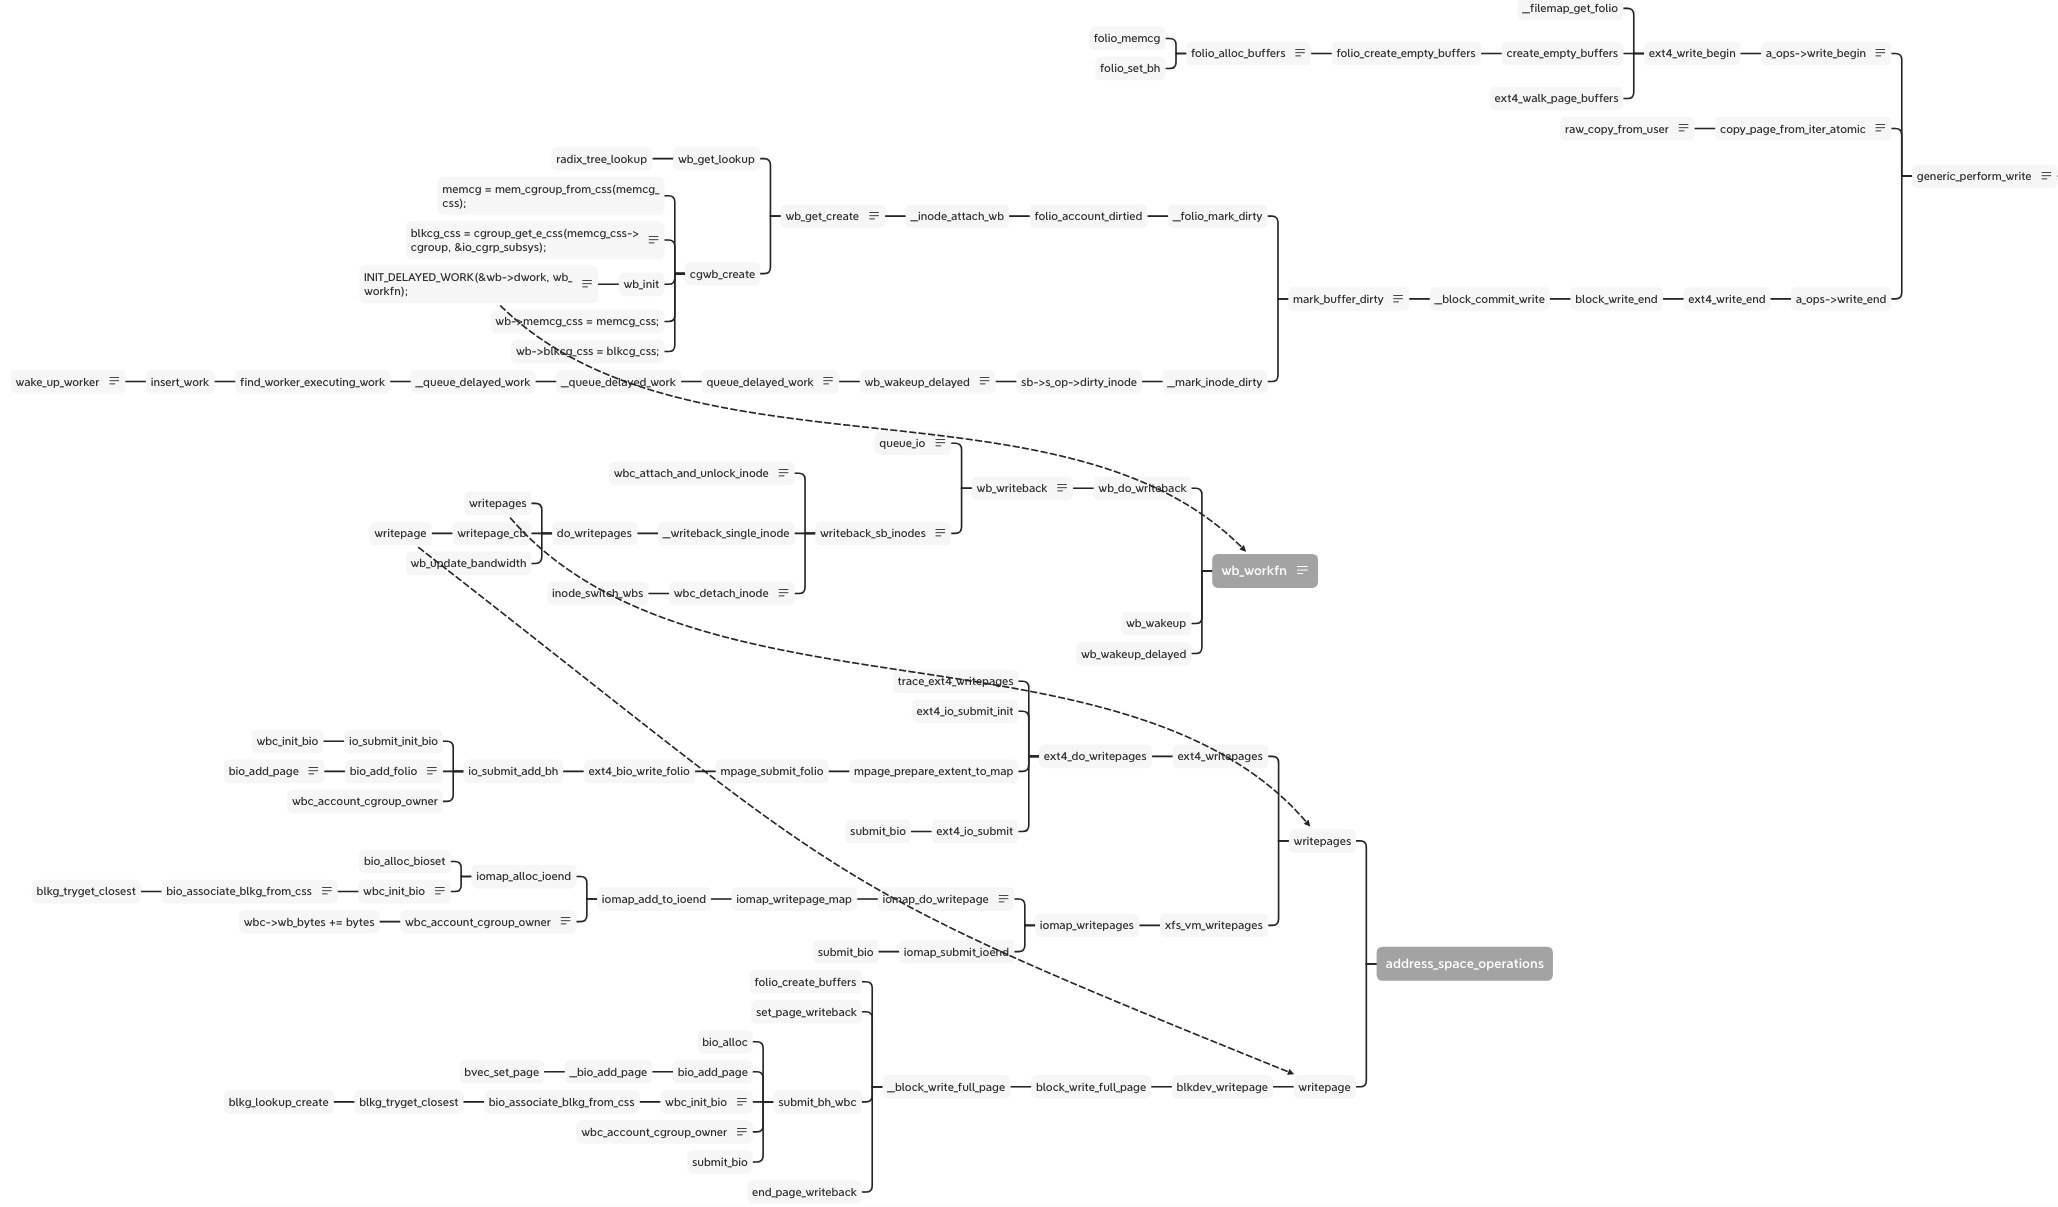 __filemap_get_folio
folio_memcg
folio_alloc_buffers
folio_create_empty_buffers
create_empty_buffers
ext4_write_begin
a_ops->write_begin
folio_set_bh
ext4_walk_page_buffers
raw_copy_from_user
copy_page_from_iter_atomic
generic_perform_write
radix_tree_lookup
wb_get_lookup
memcg = mem_cgroup_from_css(memcg_
css);
wb_get_create
__inode_attach_wb
folio_account_dirtied
__folio_mark_dirty
blkcg_css = cgroup_get_e_css(memcg_css->
cgroup, &io_cgrp_subsys);
cgwb_create
INIT_DELAYED_WORK(&wb->dwork, wb_
workfn);
wb_init
mark_buffer_dirty
__block_commit_write
block_write_end
ext4_write_end
a_ops->write_end
wb->memcg_css = memcg_css;
wb->blkcg_css = blkcg_css;
wake_up_worker
insert_work
find_worker_executing_work
__queue_delayed_work
__queue_delayed_work
queue_delayed_work
wb_wakeup_delayed
sb->s_op->dirty_inode
__mark_inode_dirty
queue_io
wbc_attach_and_unlock_inode
wb_writeback
wb_do_writeback
writepages
writepage
writepage_cb
do_writepages
__writeback_single_inode
writeback_sb_inodes
wb_update_bandwidth
wb_workfn
inode_switch_wbs
wbc_detach_inode
wb_wakeup
wb_wakeup_delayed
trace_ext4_writepages
ext4_io_submit_init
wbc_init_bio
io_submit_init_bio
ext4_do_writepages
ext4_writepages
bio_add_page
bio_add_folio
io_submit_add_bh
ext4_bio_write_folio
mpage_submit_folio
mpage_prepare_extent_to_map
wbc_account_cgroup_owner
submit_bio
ext4_io_submit
writepages
bio_alloc_bioset
iomap_alloc_ioend
blkg_tryget_closest
bio_associate_blkg_from_css
wbc_init_bio
iomap_add_to_ioend
iomap_writepage_map
iomap_do_writepage
wbc->wb_bytes += bytes
wbc_account_cgroup_owner
iomap_writepages
xfs_vm_writepages
submit_bio
iomap_submit_ioend
address_space_operations
folio_create_buffers
set_page_writeback
bio_alloc
bvec_set_page
__bio_add_page
bio_add_page
__block_write_full_page
block_write_full_page
blkdev_writepage
writepage
blkg_lookup_create
blkg_tryget_closest
bio_associate_blkg_from_css
wbc_init_bio
submit_bh_wbc
wbc_account_cgroup_owner
submit_bio
end_page_writeback